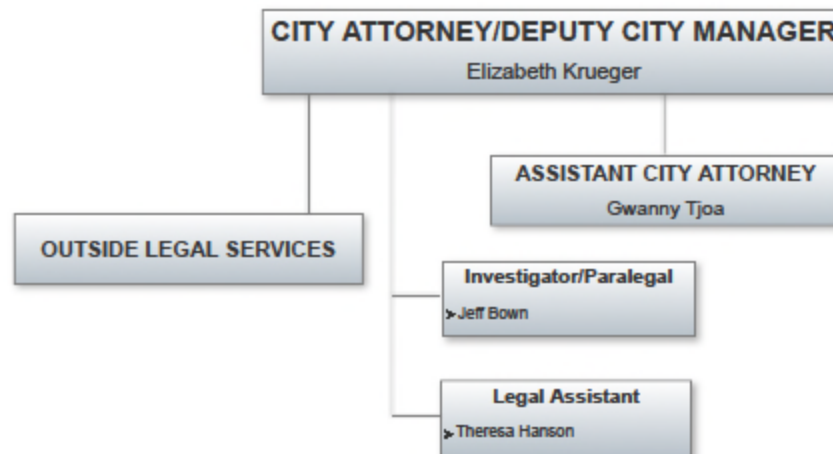 CITY ATTORNEY/DEPUTY CITY MANAGER
Elizabeth Krueger
ASSISTANT CITY ATTORNEY
Gwanny Tjoa
OUTSIDE LEGAL SERVICES
Investigator/Paralegal
➢Jeff Bown
Legal Assistant
➢Theresa Hanson